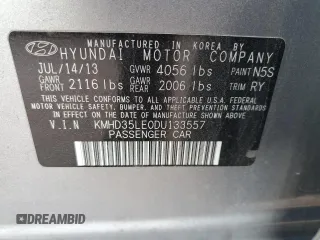 MANUFACTURED IN KOREA BY
HYUNDAI MOTOR COMPANY
JUL/14/13 GVWR 4056 lbs PAINT N5S
GAWR FRONT 2116 lbs GAWR REAR 2006 lbs TRIM RY
THIS VEHICLE CONFORMS TO ALL APPLICABLE
FEDERAL MOTOR VEHICLE SAFETY, BUMPER,
AND THEFT PREVENTION STANDARDS IN EFFECT
ON THE DATE OF MANUFACTURE SHOWN ABOVE.
V.I.N KMHD35LE0DU133557
PASSENGER CAR
DREAMBID